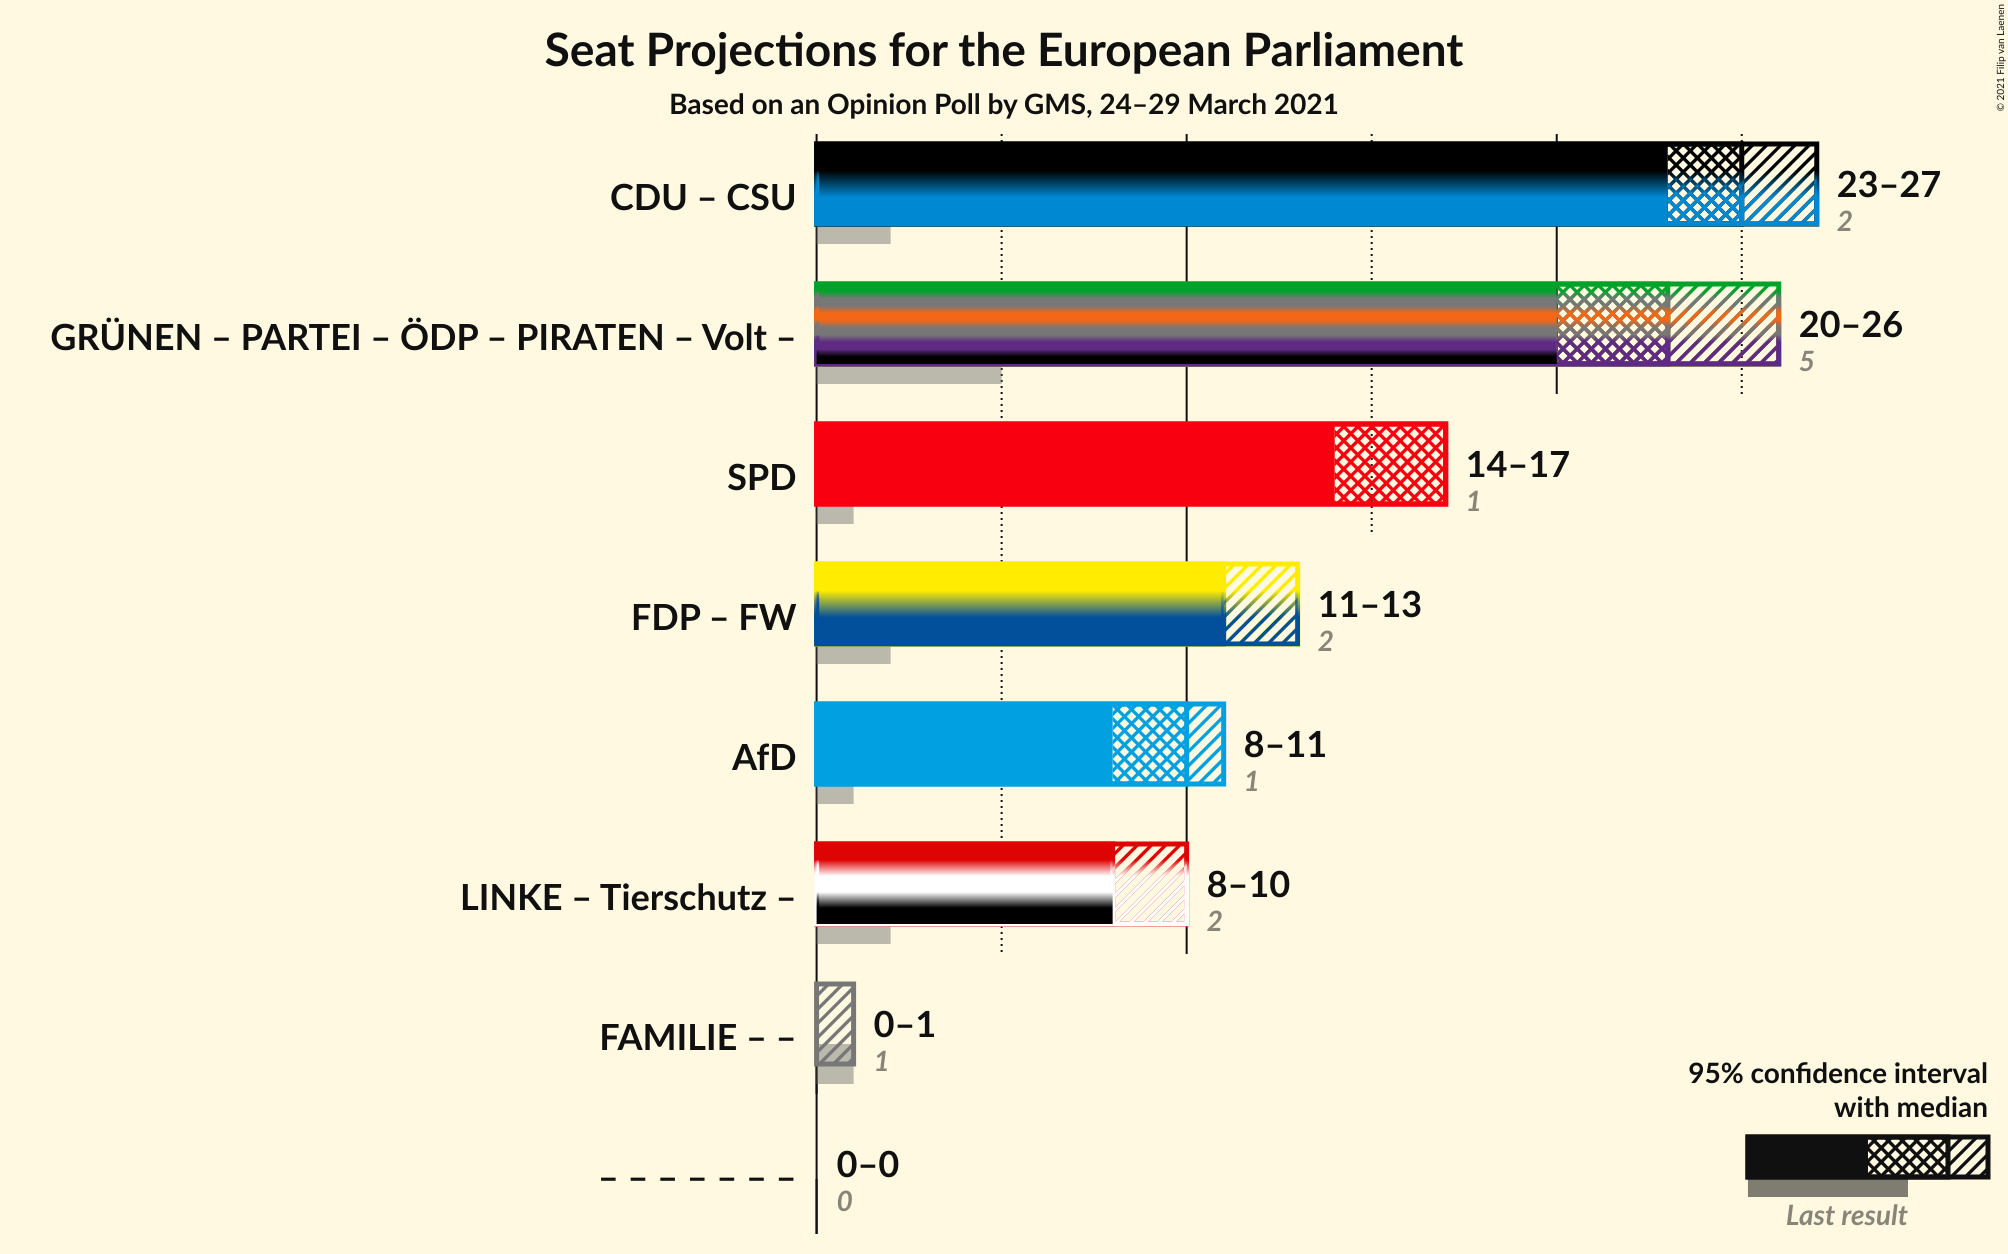 Seat Projections for the European Parliament
Based on an Opinion Poll by GMS, 24–29 March 2021
© 2021 Filip van Laenen
CDU – CSU
23–27
2
GRÜNEN – PARTEI – ÖDP – PIRATEN – Volt –
20–26
5
SPD
14–17
1
FDP – FW
11–13
2
AfD
8–11
1
LINKE – Tierschutz –
8–10
2
FAMILIE – –
0–1
1
– – – – – – –
0–0
0
95% confidence interval
with median
Last result